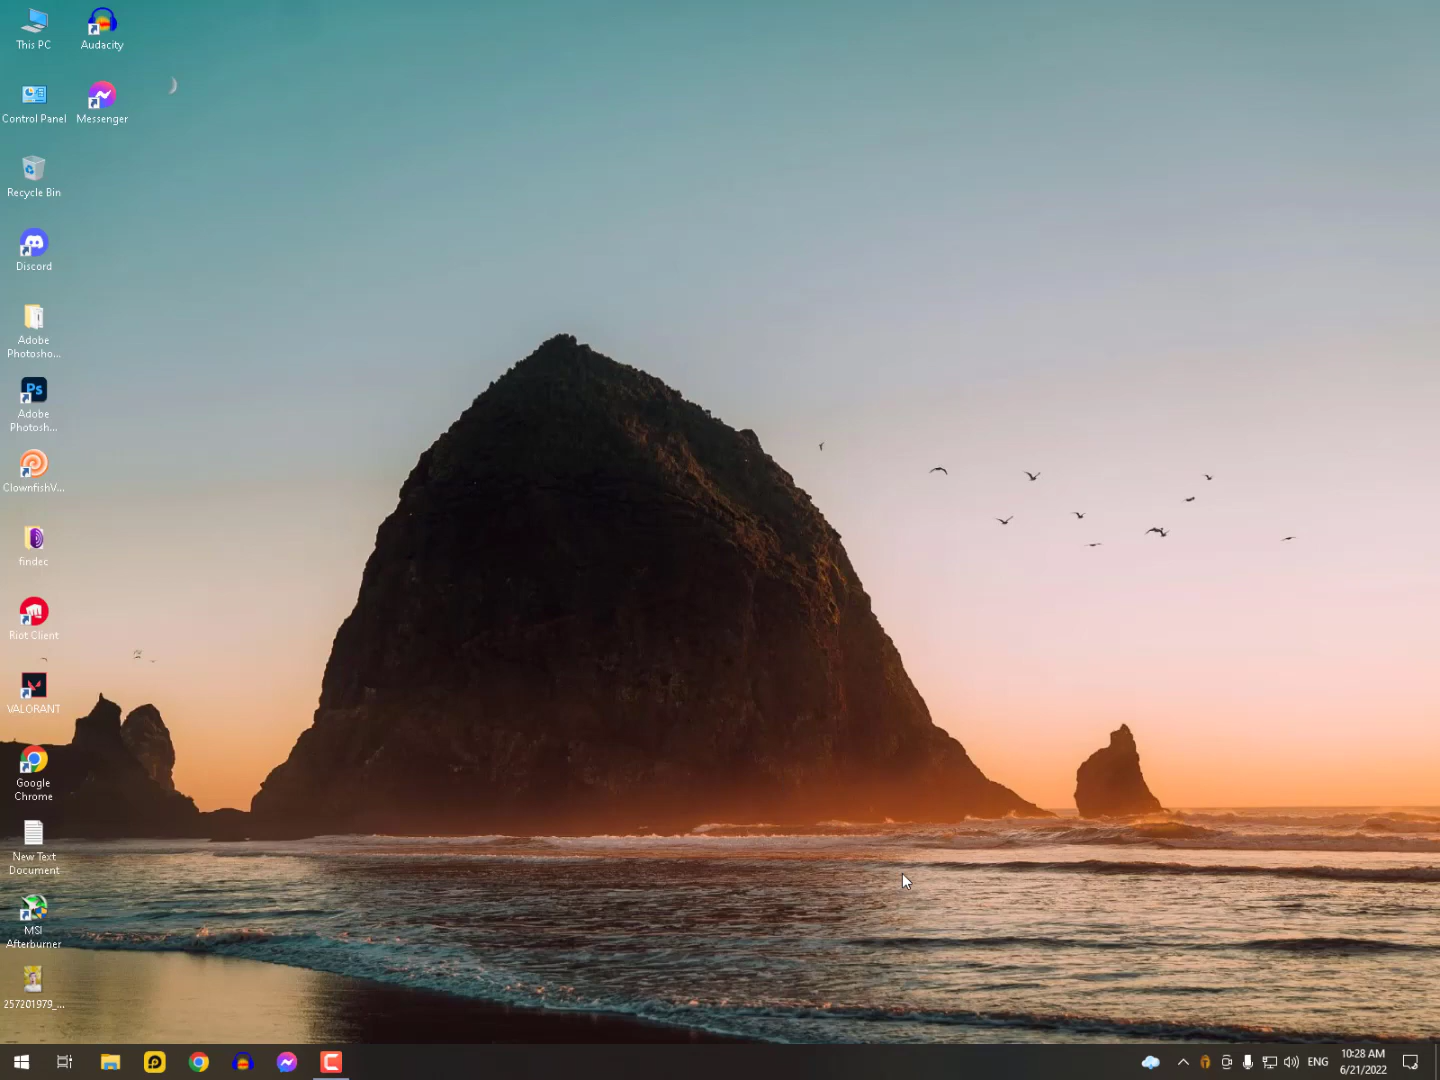 This PC
Audacity
Control Panel
Messenger
Recycle Bin
Discord
Adobe
Photosho...
Ps
Adobe
Photosh...
ClownfishV...
findec
Riot Client
VALORANT
Google
Chrome
New Text
Document
MSI
Afterburner
257201979_...
ENG
10:28 AM
6/21/2022